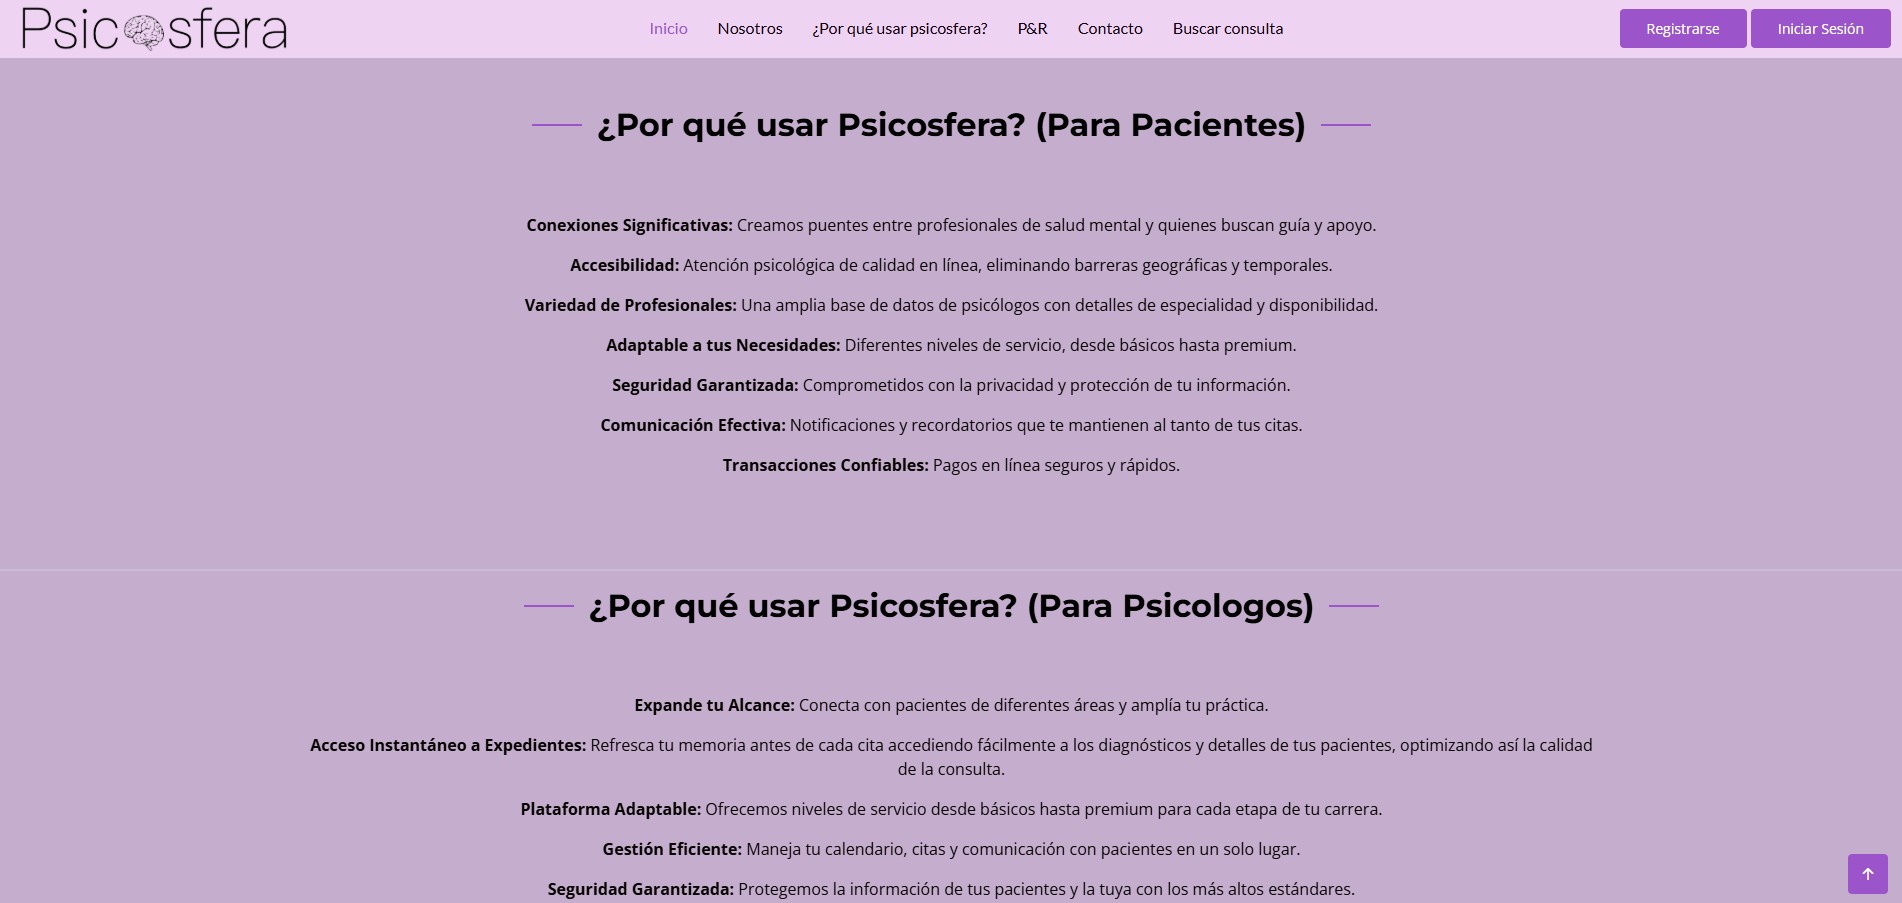 Psicosfera
Inicio
Nosotros
¿Por qué usar psicosfera?
P&R
Contacto
Buscar consulta
Registrarse
Iniciar Sesión
¿Por qué usar Psicosfera? (Para Pacientes)
Conexiones Significativas: Creamos puentes entre profesionales de salud mental y quienes buscan guía y apoyo.
Accesibilidad: Atención psicológica de calidad en línea, eliminando barreras geográficas y temporales.
Variedad de Profesionales: Una amplia base de datos de psicólogos con detalles de especialidad y disponibilidad.
Adaptable a tus Necesidades: Diferentes niveles de servicio, desde básicos hasta premium.
Seguridad Garantizada: Comprometidos con la privacidad y protección de tu información.
Comunicación Efectiva: Notificaciones y recordatorios que te mantienen al tanto de tus citas.
Transacciones Confiables: Pagos en línea seguros y rápidos.
¿Por qué usar Psicosfera? (Para Psicologos)
Expande tu Alcance: Conecta con pacientes de diferentes áreas y amplía tu práctica.
Acceso Instantáneo a Expedientes: Refresca tu memoria antes de cada cita accediendo fácilmente a los diagnósticos y detalles de tus pacientes, optimizando así la calidad
de la consulta.
Plataforma Adaptable: Ofrecemos niveles de servicio desde básicos hasta premium para cada etapa de tu carrera.
Gestión Eficiente: Maneja tu calendario, citas y comunicación con pacientes en un solo lugar.
Seguridad Garantizada: Protegemos la información de tus pacientes y la tuya con los más altos estándares.